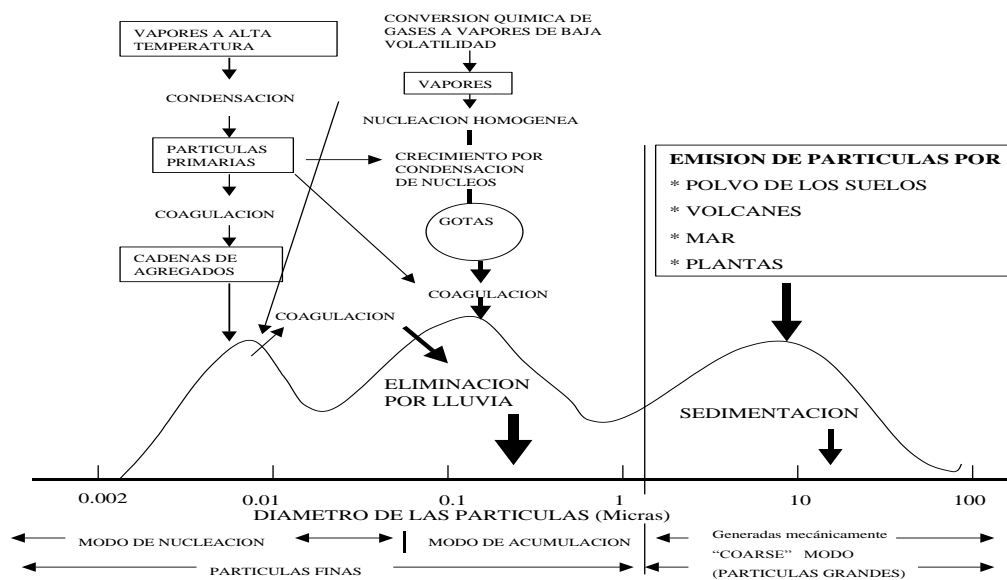 VAPORES A ALTA
TEMPERATURA
CONDENSACION
PARTICULAS
PRIMARIAS
COAGULACION
CADENAS DE
AGREGADOS
COAGULACION
CONVERSION QUIMICA DE
GASES A VAPORES DE BAJA
VOLATILIDAD
VAPORES
NUCLEACION HOMOGENEA
CRECIMIENTO POR
CONDENSACION
DE NUCLEOS
GOTAS
COAGULACION
ELIMINACION
POR LLUVIA
EMISION DE PARTICULAS POR
* POLVO DE LOS SUELOS
* VOLCANES
* MAR
* PLANTAS
SEDIMENTACION
0.002 0.01 0.1 1 10 100
DIAMETRO DE LAS PARTICULAS (Micras)
MODO DE NUCLEACION
MODO DE ACUMULACION
PARTICULAS FINAS
Generadas mecánicamente
“COARSE” MODO
(PARTICULAS GRANDES)